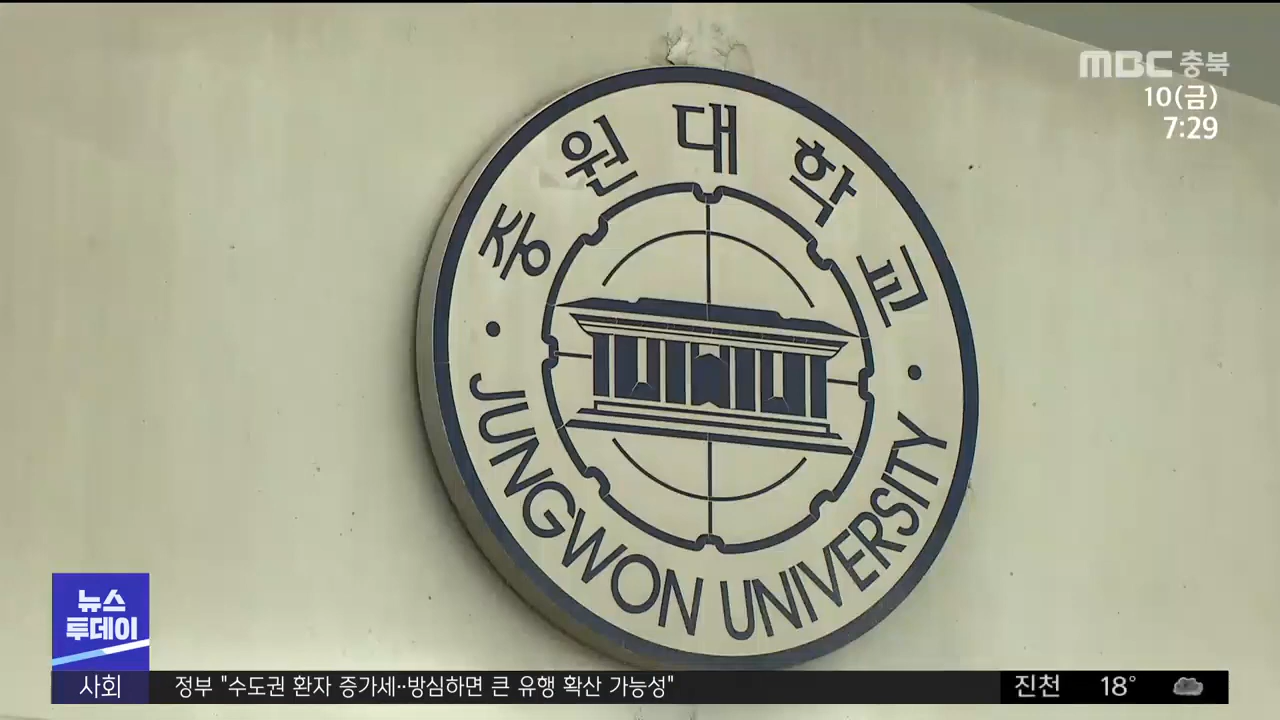 MBC 충북
10(금)
7:29
중원대학교
JUNGWON UNIVERSITY
뉴스
투데이
사회
정부 "수도권 환자 증가세··방심하면 큰 유행 확산 가능성"
진천 18°